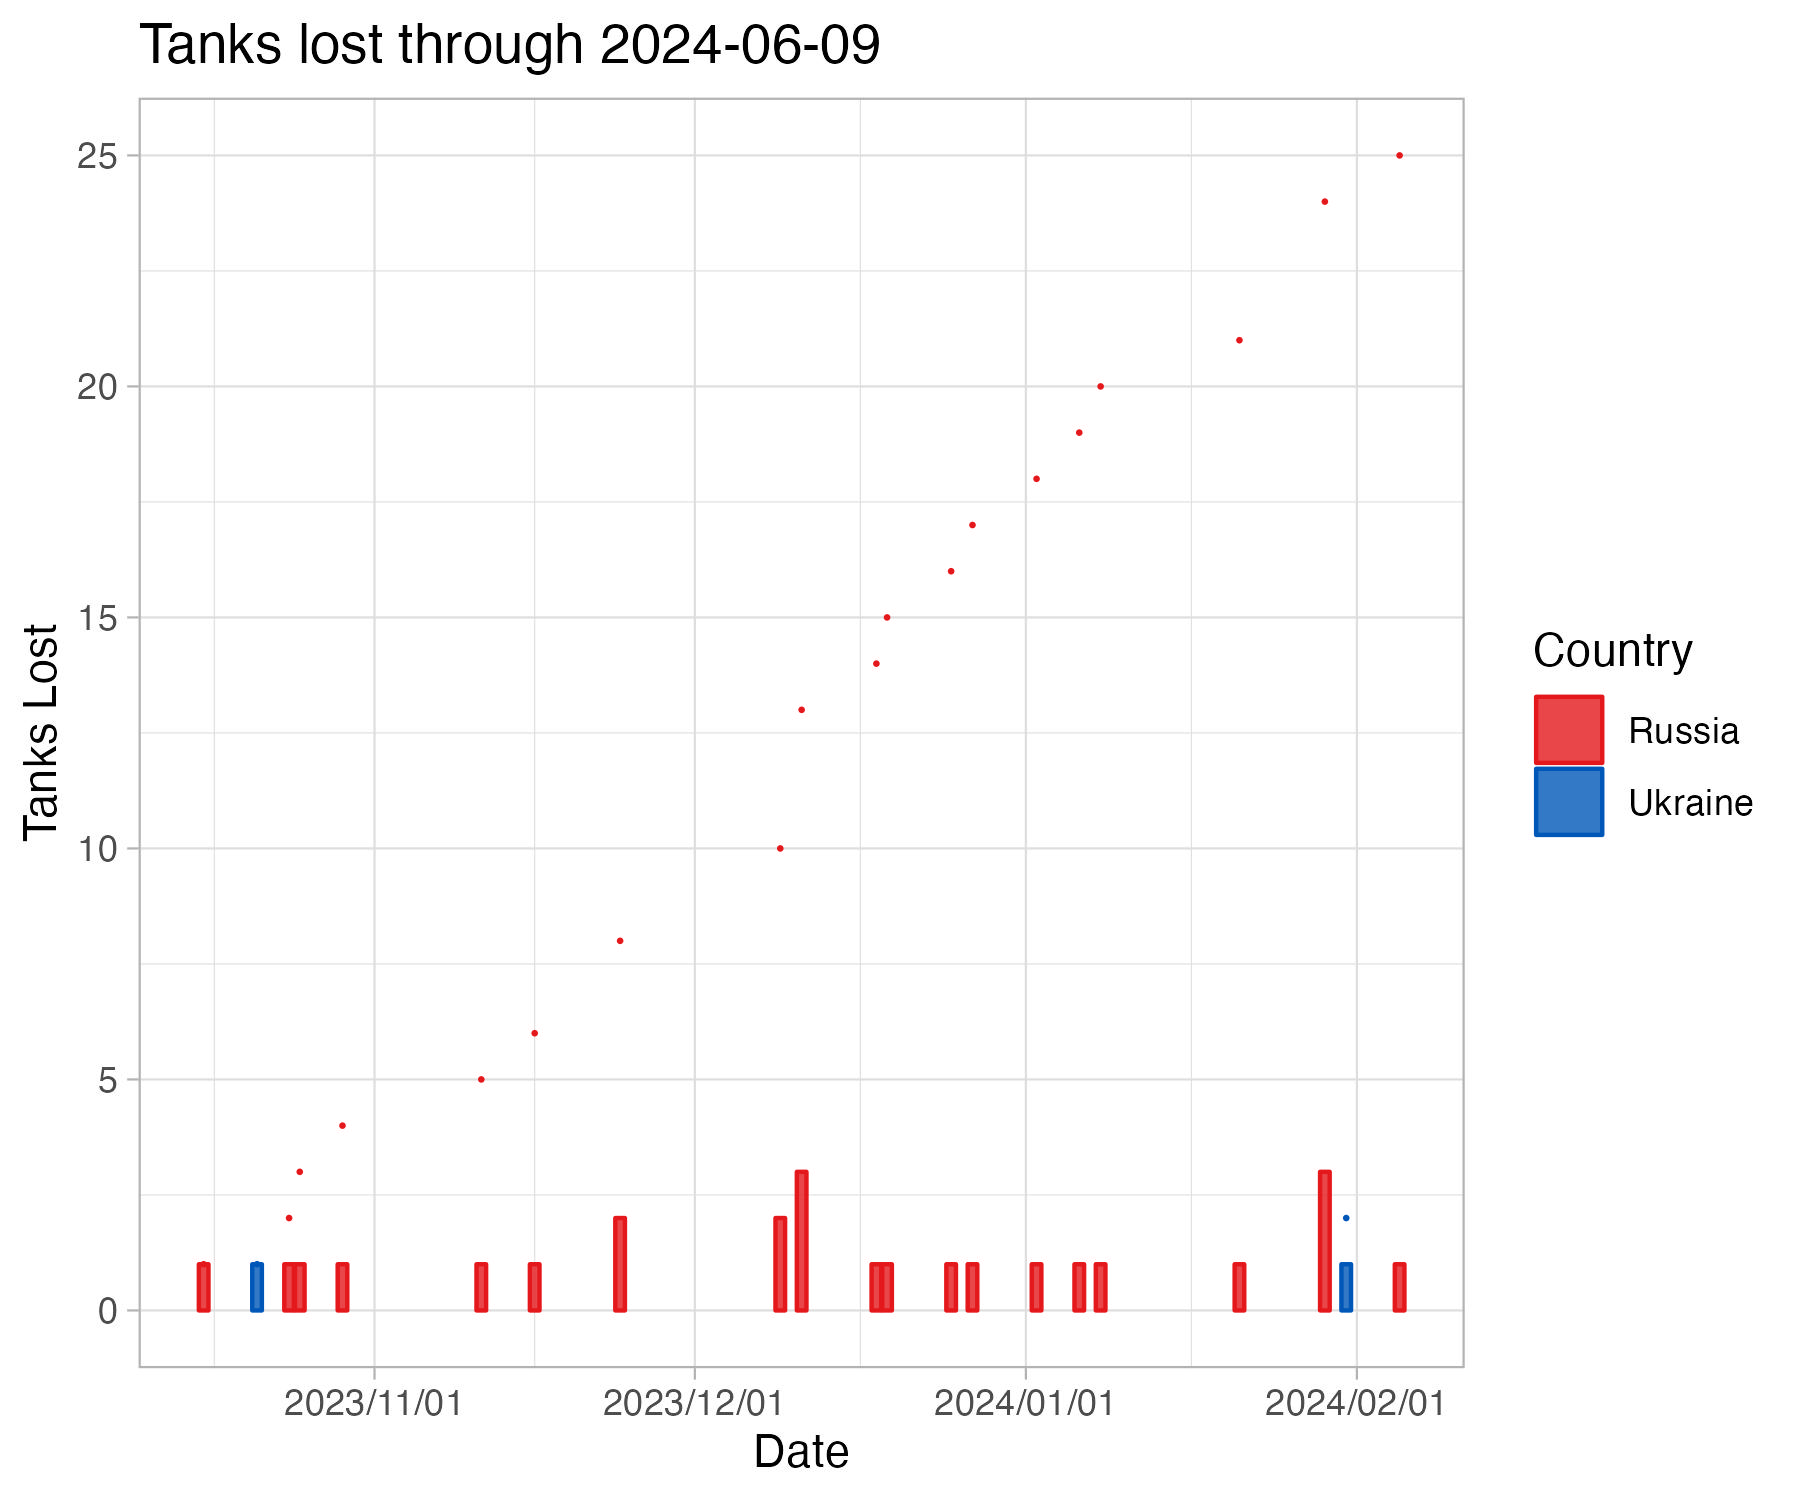 Tanks lost through 2024-06-09
25
20
15
10
5
0
Tanks Lost
2023/11/01
2023/12/01
2024/01/01
2024/02/01
Date
Country
Russia
Ukraine